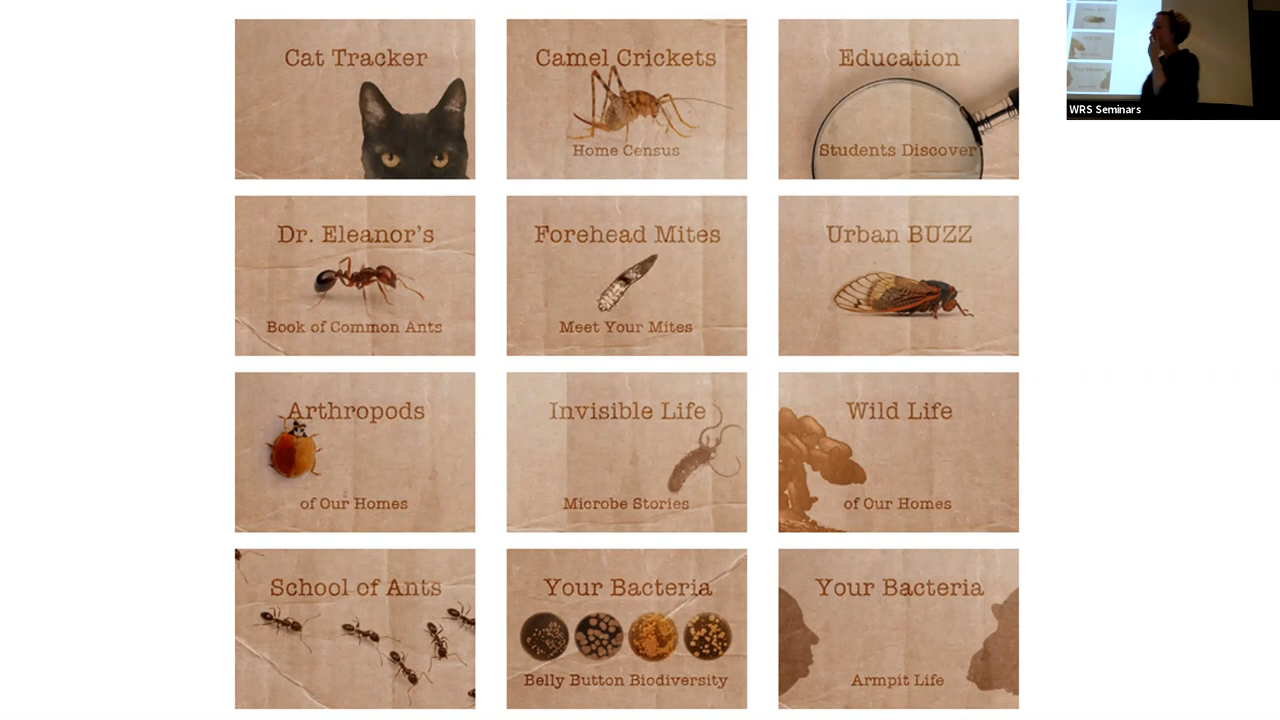 Cat Tracker
Camel Crickets
Home Census
Education
Students Discover
WRS Seminars
Dr. Eleanor's
Book of Common Ants
Forehead Mites
Meet Your Mites
Urban BUZZ
Arthropods
of Our Homes
Invisible Life
Microbe Stories
Wild Life
of Our Homes
School of Ants
Your Bacteria
Belly Button Biodiversity
Your Bacteria
Armpit Life